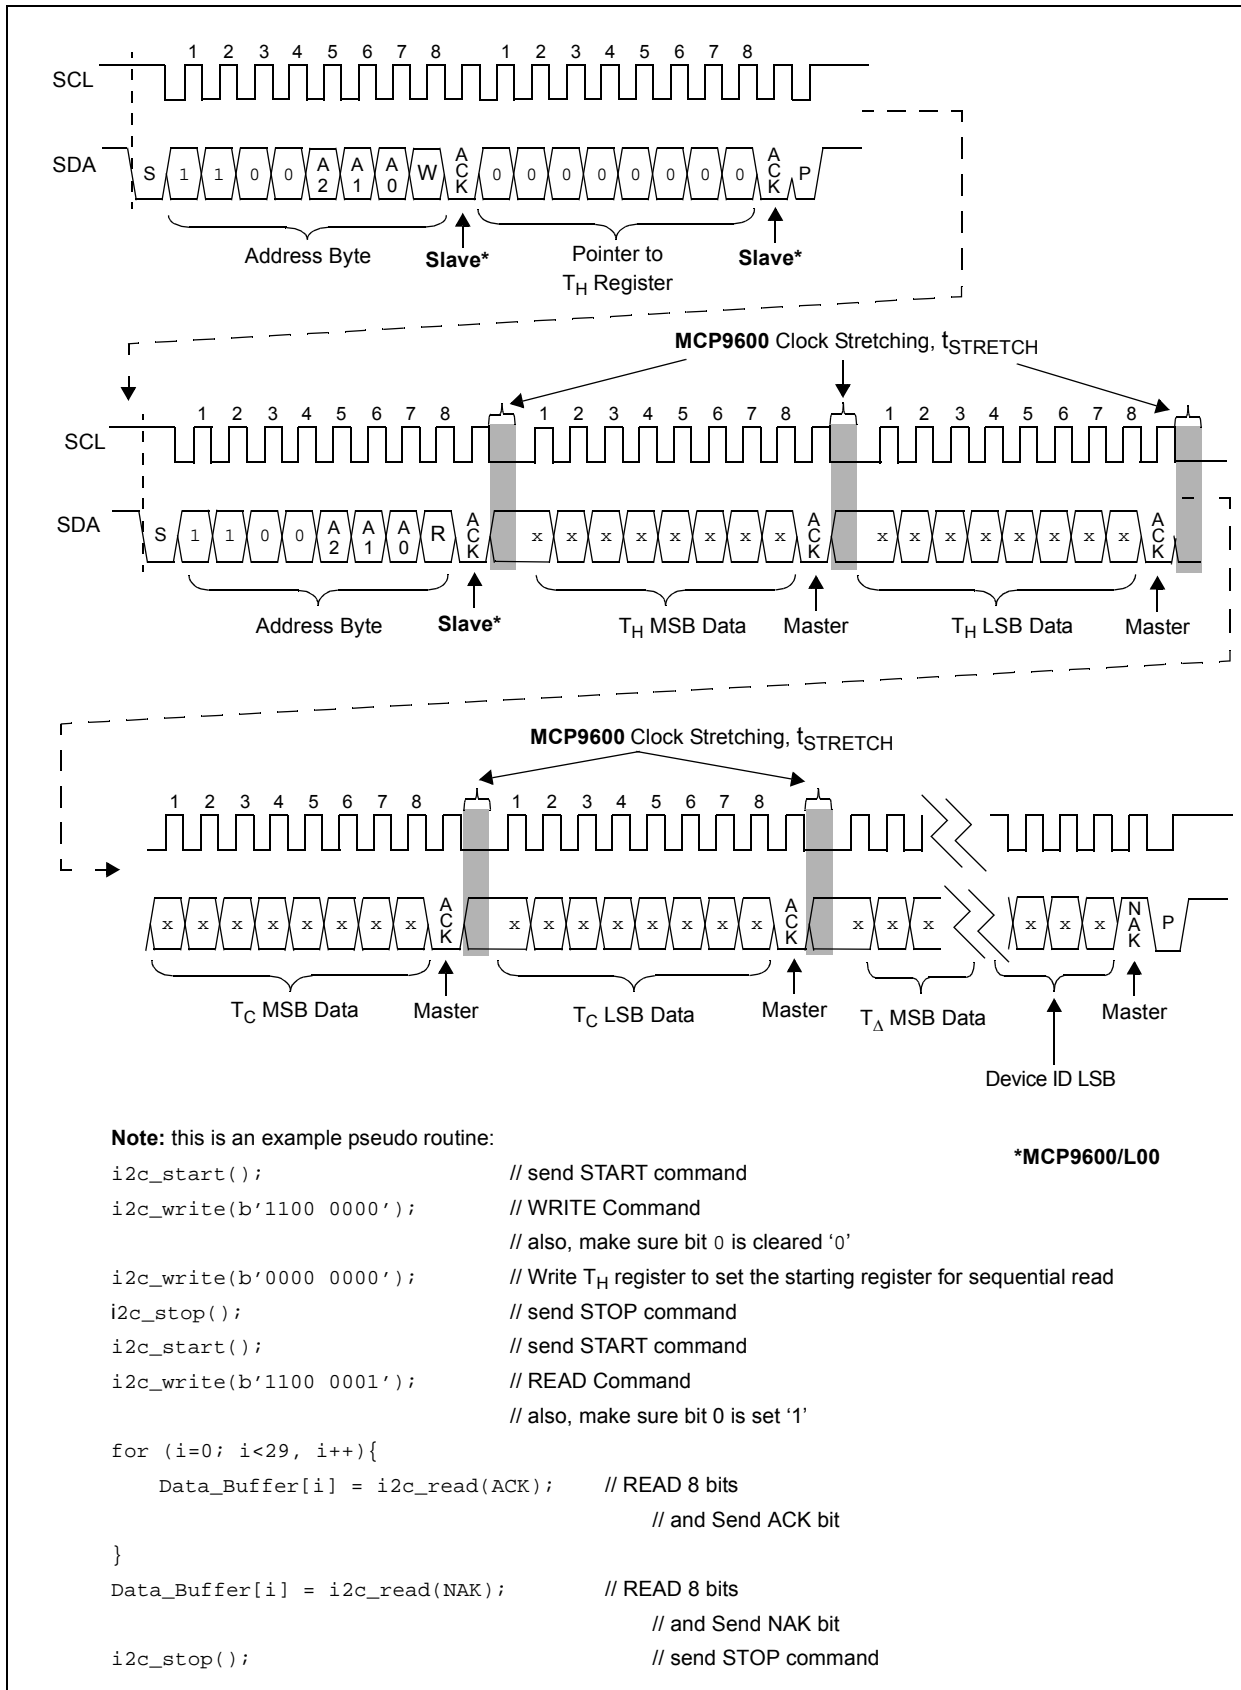 1 2 3 4 5 6 7 8 1 2 3 4 5 6 7 8
SCL
SDA S 1 1 0 0 A2 A1 A0 W ACK 0 0 0 0 0 0 0 0 ACK P
Address Byte Slave* Pointer to TH Register Slave*
MCP9600 Clock Stretching, tSTRETCH
1 2 3 4 5 6 7 8 1 2 3 4 5 6 7 8 1 2 3 4 5 6 7 8
SCL
SDA S 1 1 0 0 A2 A1 A0 R ACK x x x x x x x x ACK x x x x x x x x ACK
Address Byte Slave* TH MSB Data Master TH LSB Data Master
MCP9600 Clock Stretching, tSTRETCH
1 2 3 4 5 6 7 8 1 2 3 4 5 6 7 8
x x x x x x x x ACK x x x x x x x x ACK x x x x x x NAK P
TC MSB Data Master TC LSB Data Master TΔ MSB Data Master
Device ID LSB
Note: this is an example pseudo routine:
*MCP9600/L00
i2c_start(); // send START command
i2c_write(b'1100 0000'); // WRITE Command
// also, make sure bit 0 is cleared ‘0’
i2c_write(b'0000 0000'); // Write TH register to set the starting register for sequential read
i2c_stop(); // send STOP command
i2c_start(); // send START command
i2c_write(b'1100 0001'); // READ Command
// also, make sure bit 0 is set ‘1’
for (i=0; i<29, i++){
Data_Buffer[i] = i2c_read(ACK); // READ 8 bits
// and Send ACK bit
}
Data_Buffer[i] = i2c_read(NAK); // READ 8 bits
// and Send NAK bit
i2c_stop(); // send STOP command